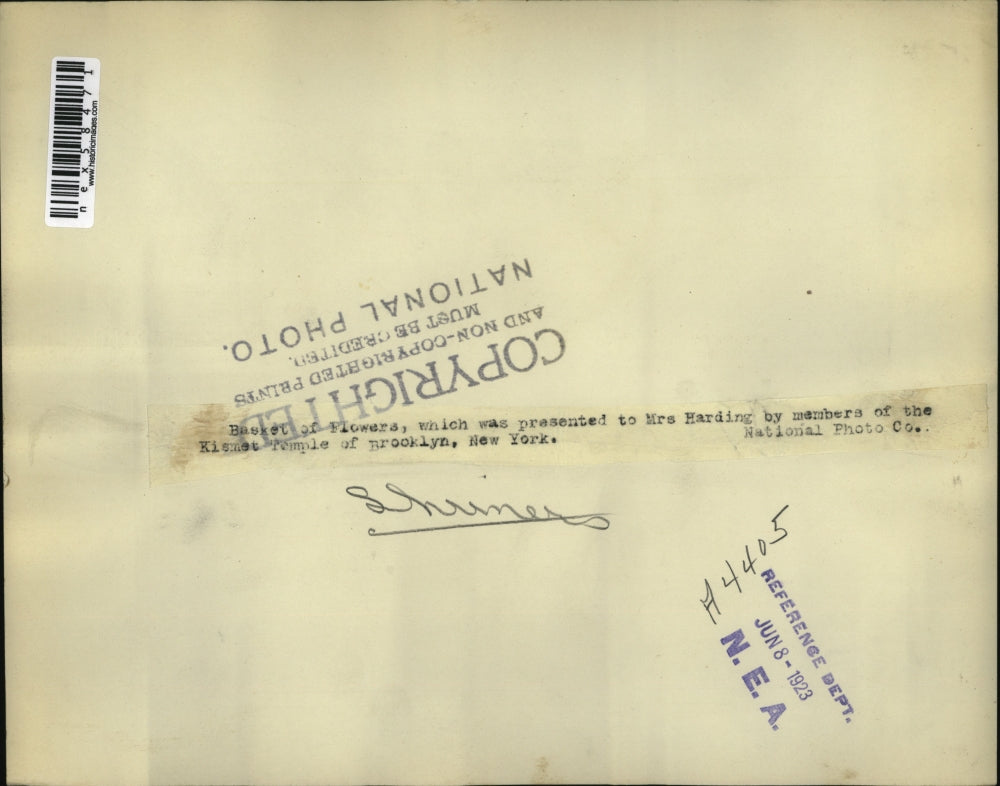 nex58471
www.historicimages.com
COPYRIGHTED
AND NON-COPYRIGHTED PRINTS
MUST BE CREDITED.
NATIONAL PHOTO.
Basket of Flowers, which was presented to Mrs Harding by members of the
Kismet Temple of Brooklyn, New York. National Photo Co..
Shriners
A4405
REFERENCE DEPT.
JUN 8-1923
N. E. A.